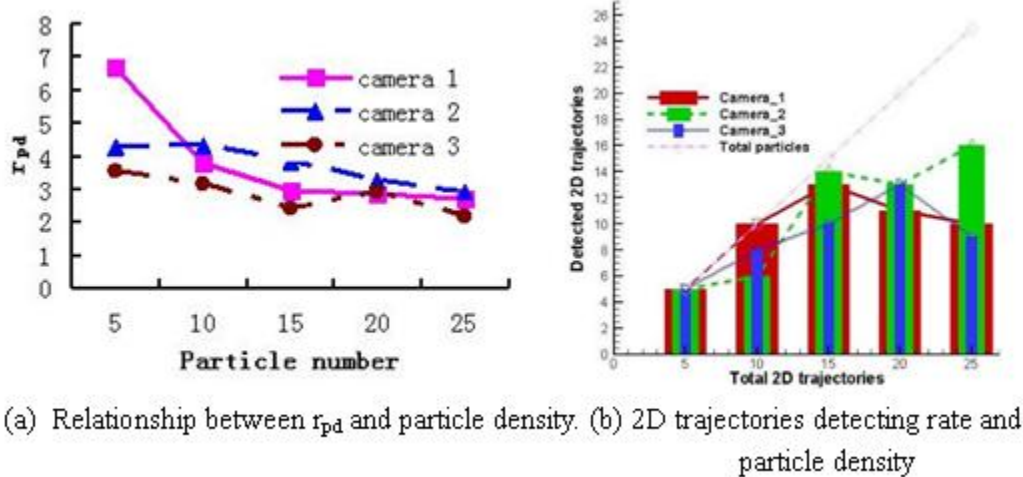 8
7
6
5
4
3
2
1
0
r_pd
camera 1
camera 2
camera 3
5 10 15 20 25
Particle number
26
24
22
20
18
16
14
12
10
8
6
4
2
0
Detected 2D trajectories
Camera_1
Camera_2
Camera_3
Total particles
0 5 10 15 20 25
Total 2D trajectories
(a) Relationship between r_pd and particle density. (b) 2D trajectories detecting rate and
particle density